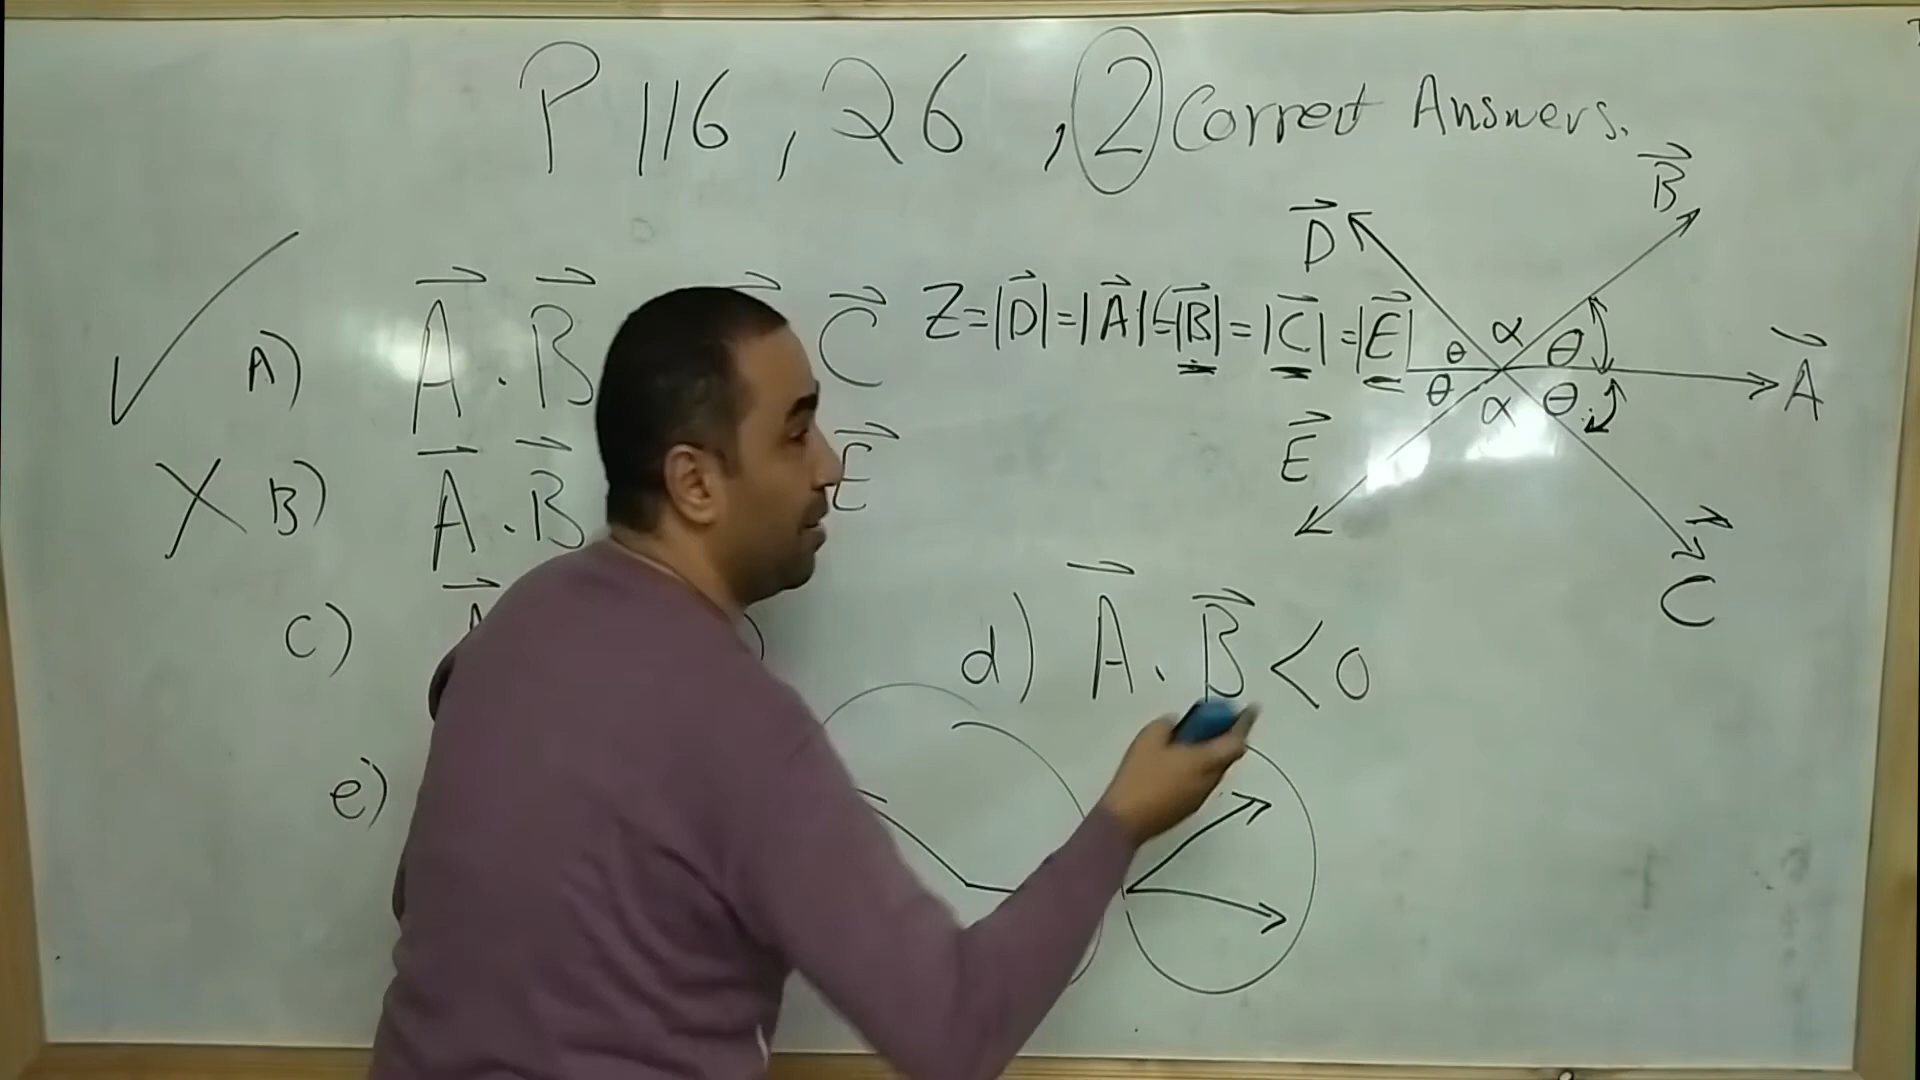 P 116 , 26 , 2 Correct Answers.
A) A . B C
Z = |D| = |A| = |B| = |C| = |E|
B) A . B E
C)
d) A . B < 0
e)
D
B
A
E
C
θ α θ
θ α θ